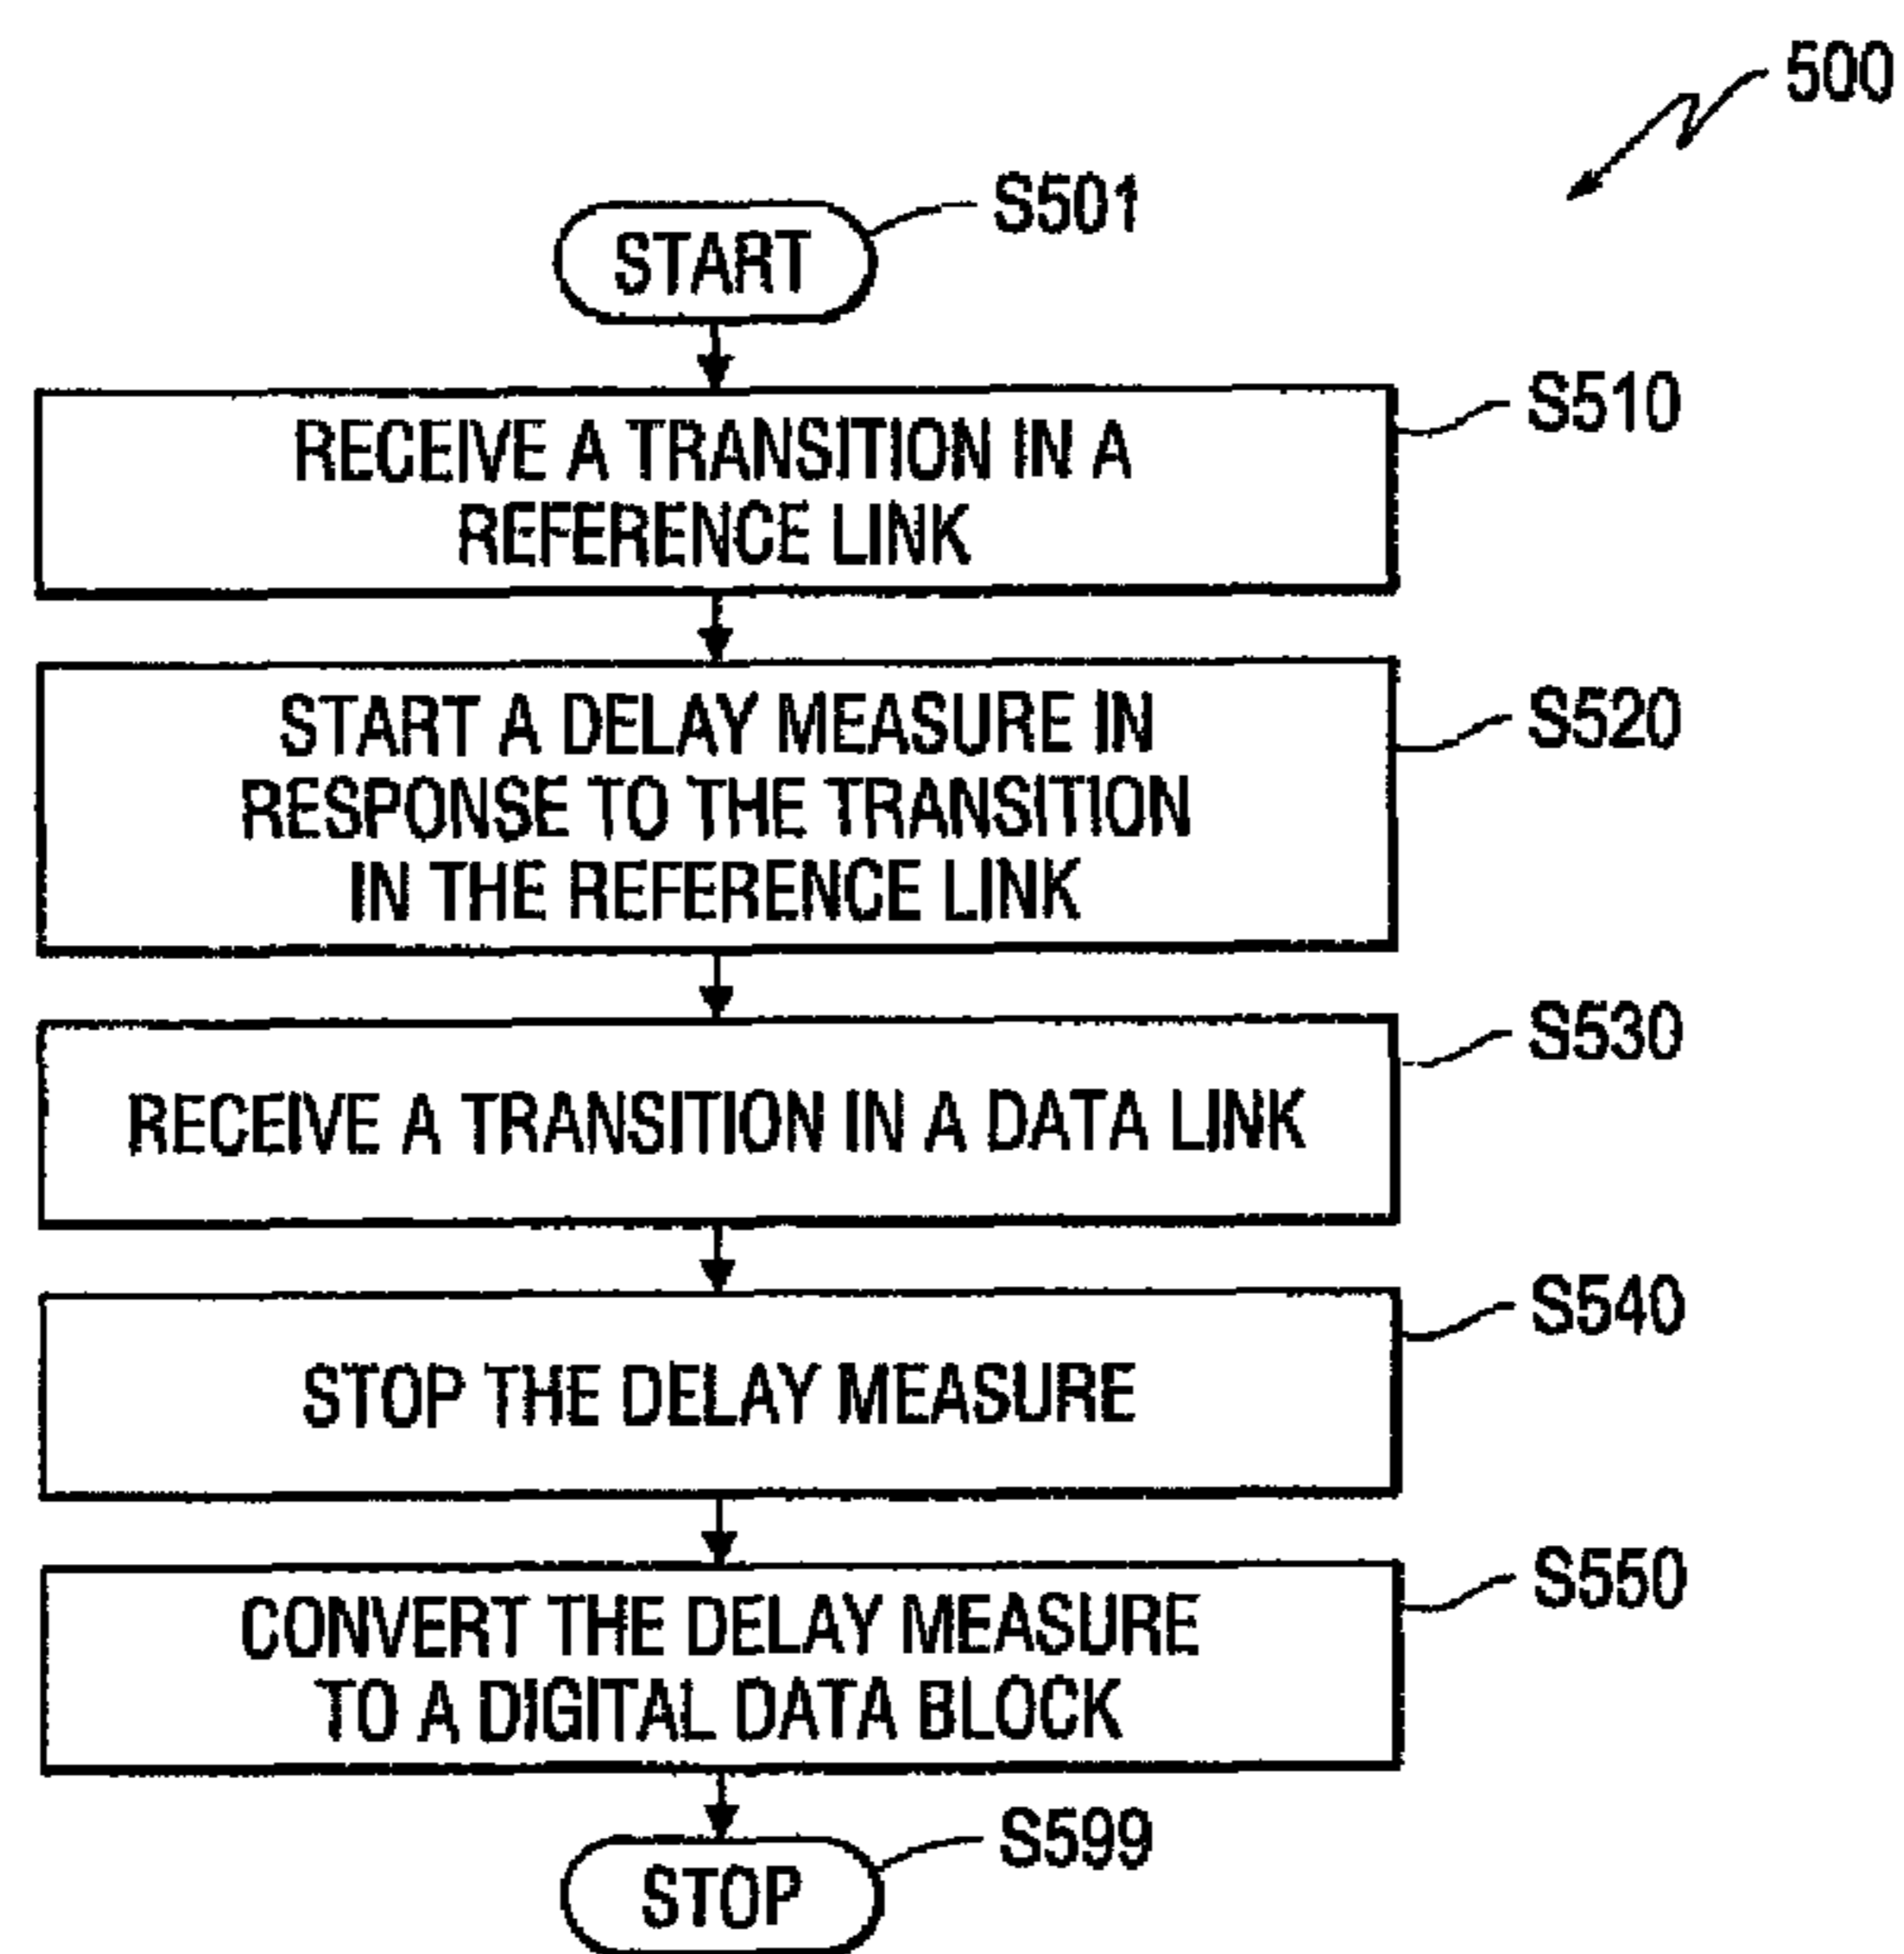 500
START
S501
RECEIVE A TRANSITION IN A
REFERENCE LINK
S510
START A DELAY MEASURE IN
RESPONSE TO THE TRANSITION
IN THE REFERENCE LINK
S520
RECEIVE A TRANSITION IN A DATA LINK
S530
STOP THE DELAY MEASURE
S540
CONVERT THE DELAY MEASURE
TO A DIGITAL DATA BLOCK
S550
STOP
S599